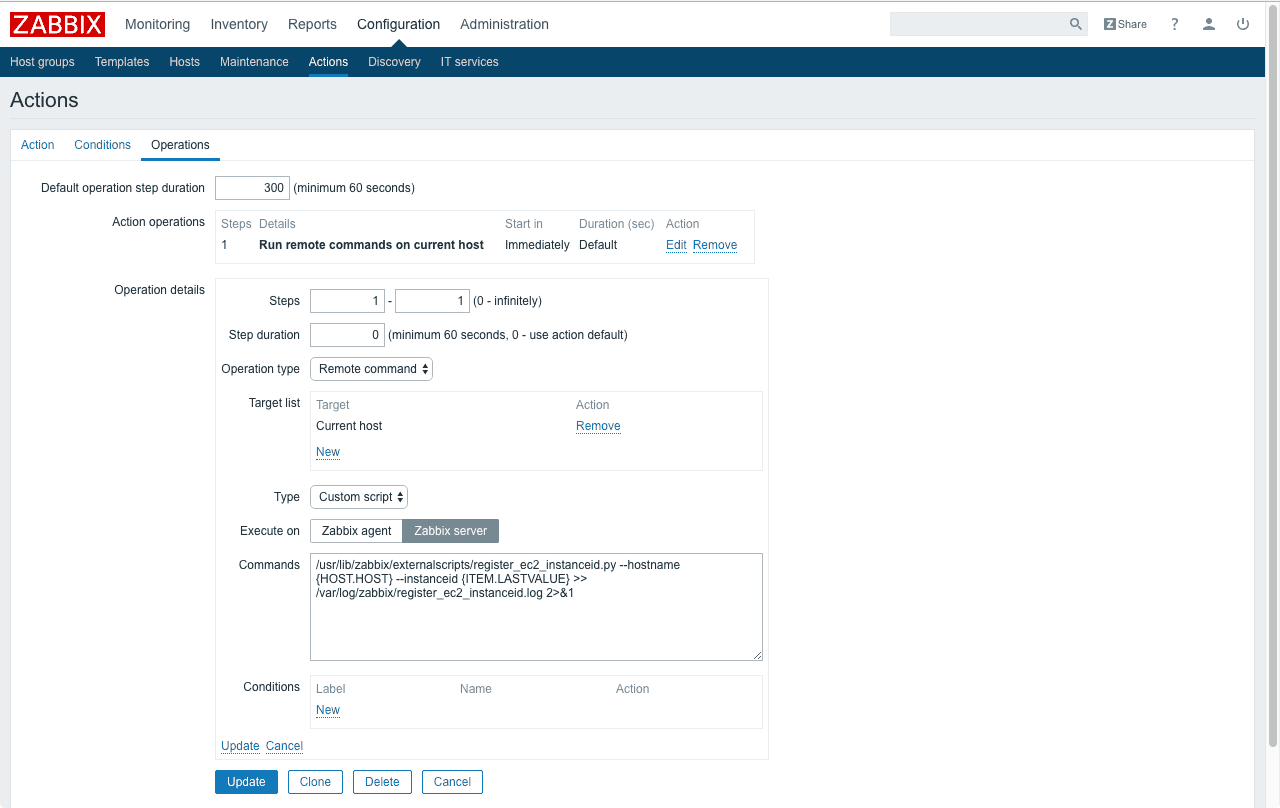 ZABBIX Monitoring Inventory Reports Configuration Administration Z Share ?
Host groups Templates Hosts Maintenance Actions Discovery IT services
Actions
Action Conditions Operations
Default operation step duration 300 (minimum 60 seconds)
Action operations Steps Details Start in Duration (sec) Action
1 Run remote commands on current host Immediately Default Edit Remove
Operation details
Steps 1 - 1 (0 - infinitely)
Step duration 0 (minimum 60 seconds, 0 - use action default)
Operation type Remote command
Target list Target Action
Current host Remove
New
Type Custom script
Execute on Zabbix agent Zabbix server
Commands /usr/lib/zabbix/externalscripts/register_ec2_instanceid.py --hostname
{HOST.HOST} --instanceid {ITEM.LASTVALUE} >>
/var/log/zabbix/register_ec2_instanceid.log 2>&1
Conditions Label Name Action
New
Update Cancel
Update Clone Delete Cancel